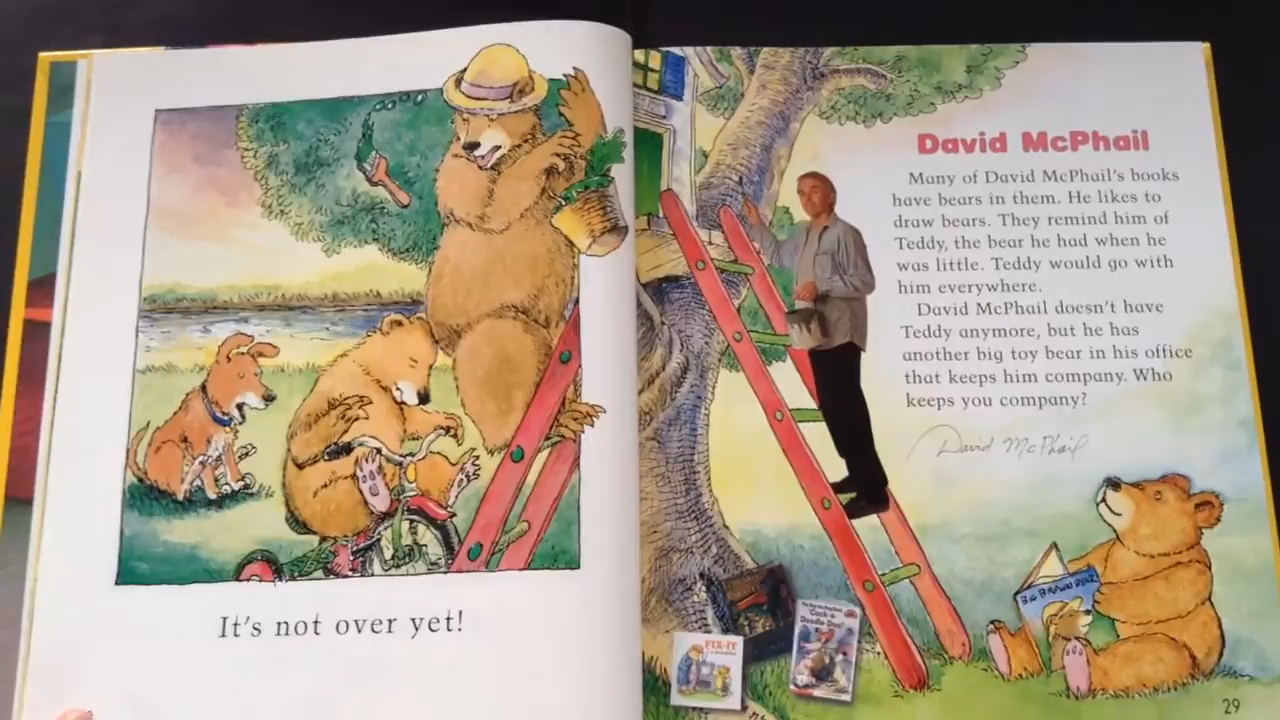 It's not over yet!
David McPhail
Many of David McPhail's books
have bears in them. He likes to
draw bears. They remind him of
Teddy, the bear he had when he
was little. Teddy would go with
him everywhere.
David McPhail doesn't have
Teddy anymore, but he has
another big toy bear in his office
that keeps him company. Who
keeps you company?
David McPhail
BIG BROWN BEAR
FIX-IT
"Cock-a-
Doodle-Doo!"
29